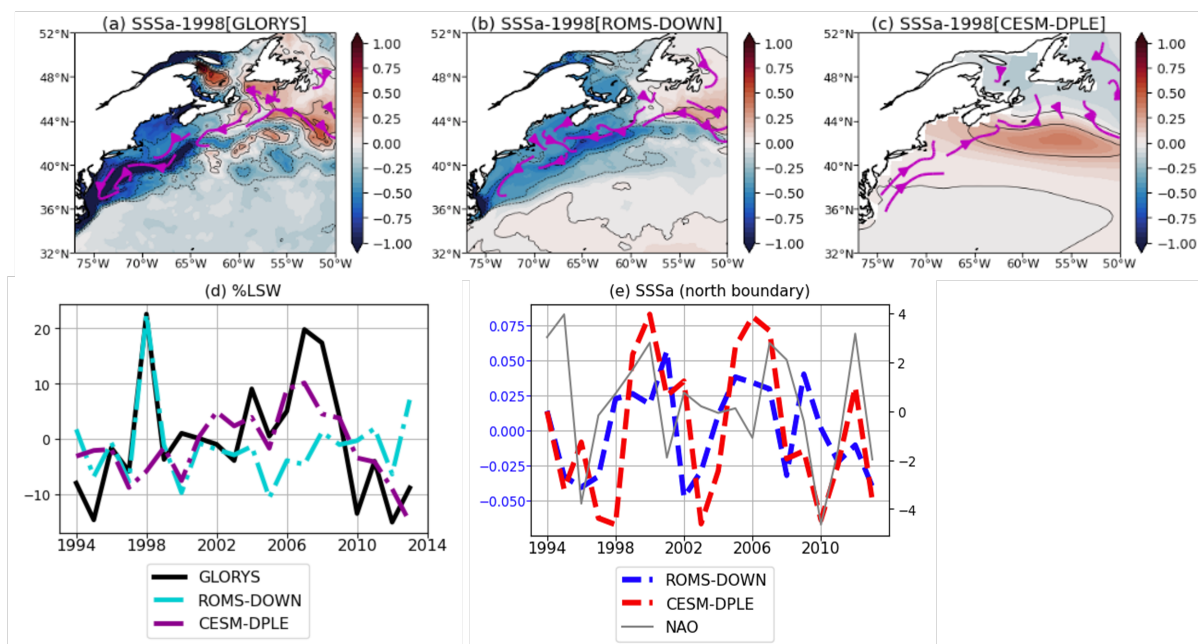 (a) SSSa-1998[GLORYS]
52°N
48°N
44°N
40°N
36°N
32°N
75°W 70°W 65°W 60°W 55°W 50°W
1.00
0.75
0.50
0.25
0.00
−0.25
−0.50
−0.75
−1.00
(b) SSSa-1998[ROMS-DOWN]
52°N
48°N
44°N
40°N
36°N
32°N
75°W 70°W 65°W 60°W 55°W 50°W
1.00
0.75
0.50
0.25
0.00
−0.25
−0.50
−0.75
−1.00
(c) SSSa-1998[CESM-DPLE]
52°N
48°N
44°N
40°N
36°N
32°N
75°W 70°W 65°W 60°W 55°W 50°W
1.00
0.75
0.50
0.25
0.00
−0.25
−0.50
−0.75
−1.00
(d) %LSW
20
10
0
−10
1994 1998 2002 2006 2010 2014
GLORYS
ROMS-DOWN
CESM-DPLE
(e) SSSa (north boundary)
0.075
0.050
0.025
0.000
−0.025
−0.050
4
2
0
−2
−4
1994 1998 2002 2006 2010
ROMS-DOWN
CESM-DPLE
NAO